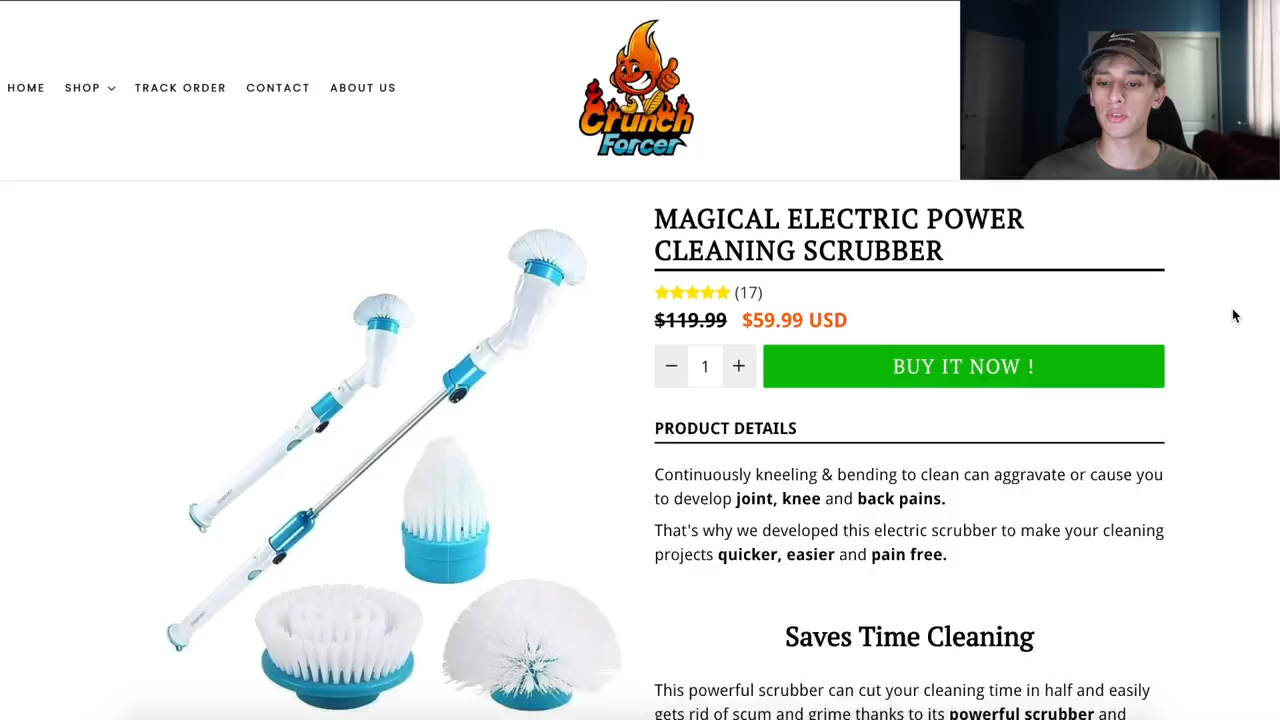 HOME SHOP TRACK ORDER CONTACT ABOUT US
Crunch
Forcer
MAGICAL ELECTRIC POWER
CLEANING SCRUBBER
(17)
$119.99 $59.99 USD
− 1 + BUY IT NOW !
PRODUCT DETAILS
Continuously kneeling & bending to clean can aggravate or cause you
to develop joint, knee and back pains.
That's why we developed this electric scrubber to make your cleaning
projects quicker, easier and pain free.
Saves Time Cleaning
This powerful scrubber can cut your cleaning time in half and easily
gets rid of scum and grime thanks to its powerful scrubber and